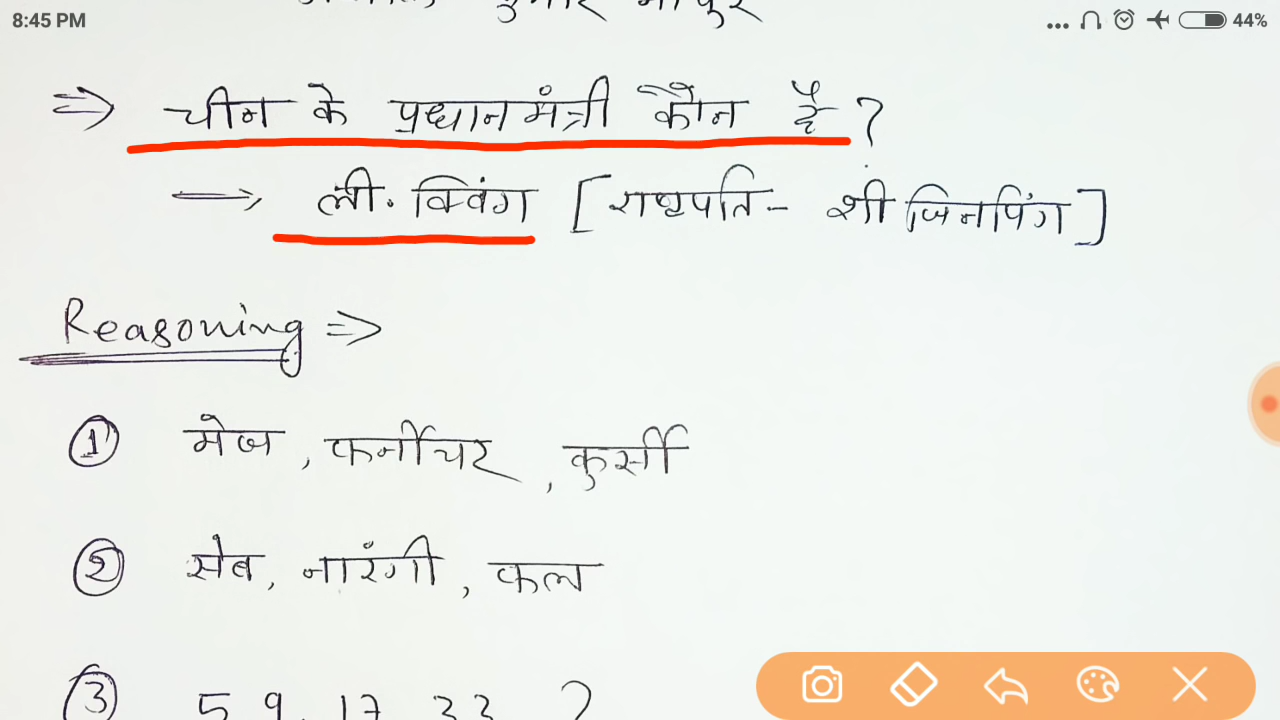 8:45 PM ... 44%
कुमार माथुर
⇒ चीन के प्रधानमंत्री कौन है ?
→ ली. क्विंग [राष्ट्रपति - शी जिनपिंग]
Reasoning ⇒
① मेज, फर्नीचर, कुर्सी
② सेब, नारंगी, फल
③ 5, 9, 17, 33, ?